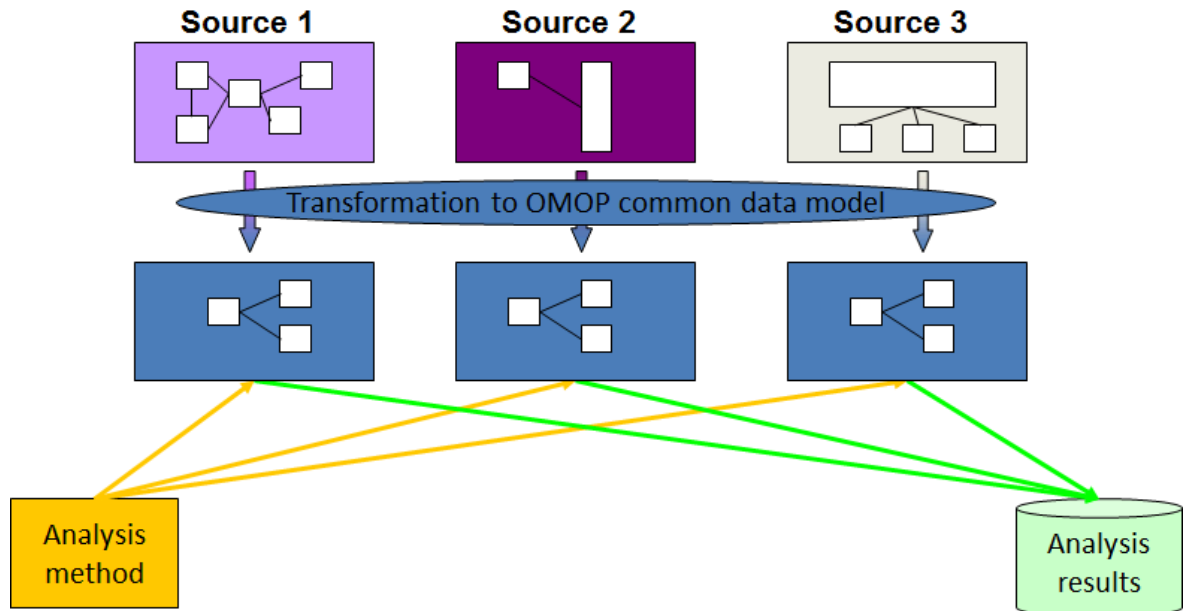 Source 1
Source 2
Source 3
Transformation to OMOP common data model
Analysis
method
Analysis
results